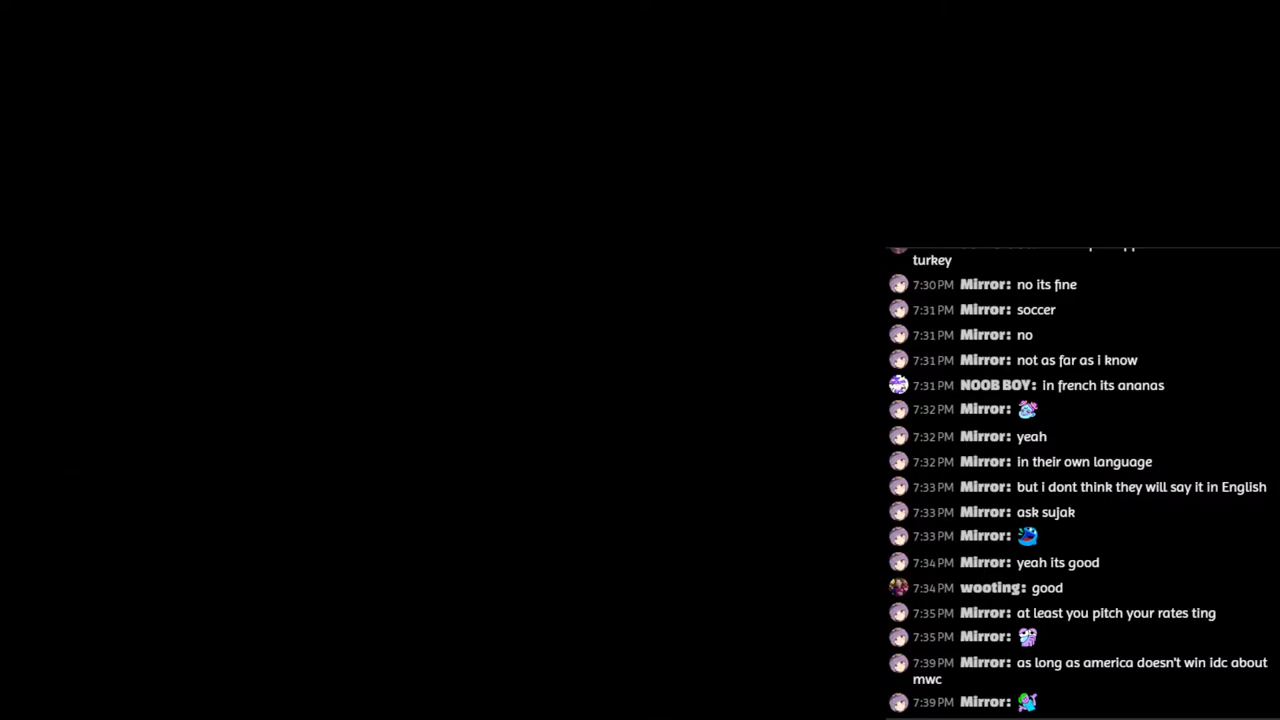 turkey
7:30 PM Mirror: no its fine
7:31 PM Mirror: soccer
7:31 PM Mirror: no
7:31 PM Mirror: not as far as i know
7:31 PM NOOB BOY: in french its ananas
7:32 PM Mirror:
7:32 PM Mirror: yeah
7:32 PM Mirror: in their own language
7:33 PM Mirror: but i dont think they will say it in English
7:33 PM Mirror: ask sujak
7:33 PM Mirror:
7:34 PM Mirror: yeah its good
7:34 PM wooting: good
7:35 PM Mirror: at least you pitch your rates ting
7:35 PM Mirror:
7:39 PM Mirror: as long as america doesn't win idc about
mwc
7:39 PM Mirror: